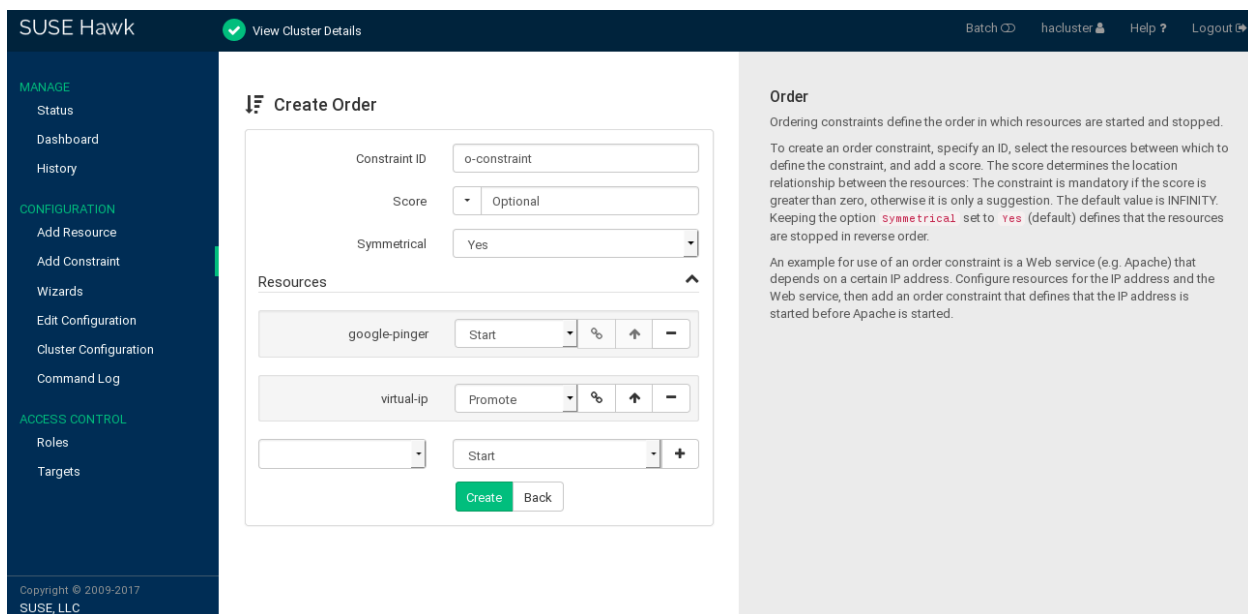 SUSE Hawk
View Cluster Details
Batch
hacluster
Help ?
Logout
MANAGE
Status
Dashboard
History
CONFIGURATION
Add Resource
Add Constraint
Wizards
Edit Configuration
Cluster Configuration
Command Log
ACCESS CONTROL
Roles
Targets
Copyright © 2009-2017
SUSE, LLC
Create Order
Constraint ID o-constraint
Score Optional
Symmetrical Yes
Resources
google-pinger Start
virtual-ip Promote
Start
Create Back
Order
Ordering constraints define the order in which resources are started and stopped.
To create an order constraint, specify an ID, select the resources between which to
define the constraint, and add a score. The score determines the location
relationship between the resources: The constraint is mandatory if the score is
greater than zero, otherwise it is only a suggestion. The default value is INFINITY.
Keeping the option Symmetrical set to Yes (default) defines that the resources
are stopped in reverse order.
An example for use of an order constraint is a Web service (e.g. Apache) that
depends on a certain IP address. Configure resources for the IP address and the
Web service, then add an order constraint that defines that the IP address is
started before Apache is started.